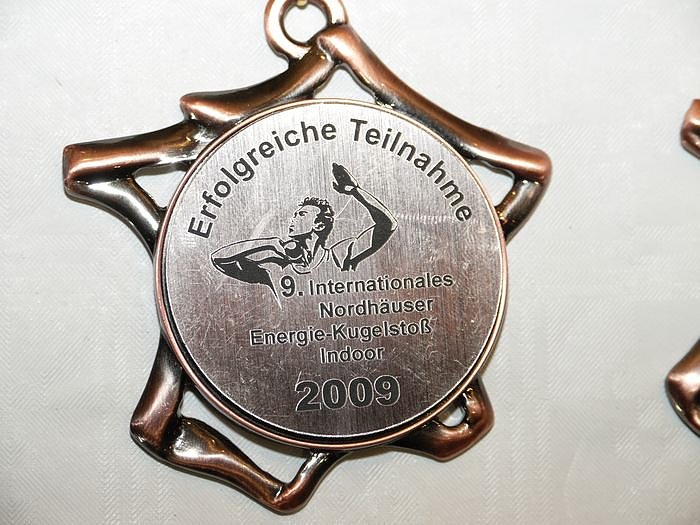 Erfolgreiche Teilnahme
9. Internationales
Nordhäuser
Energie-Kugelstoß
Indoor
2009